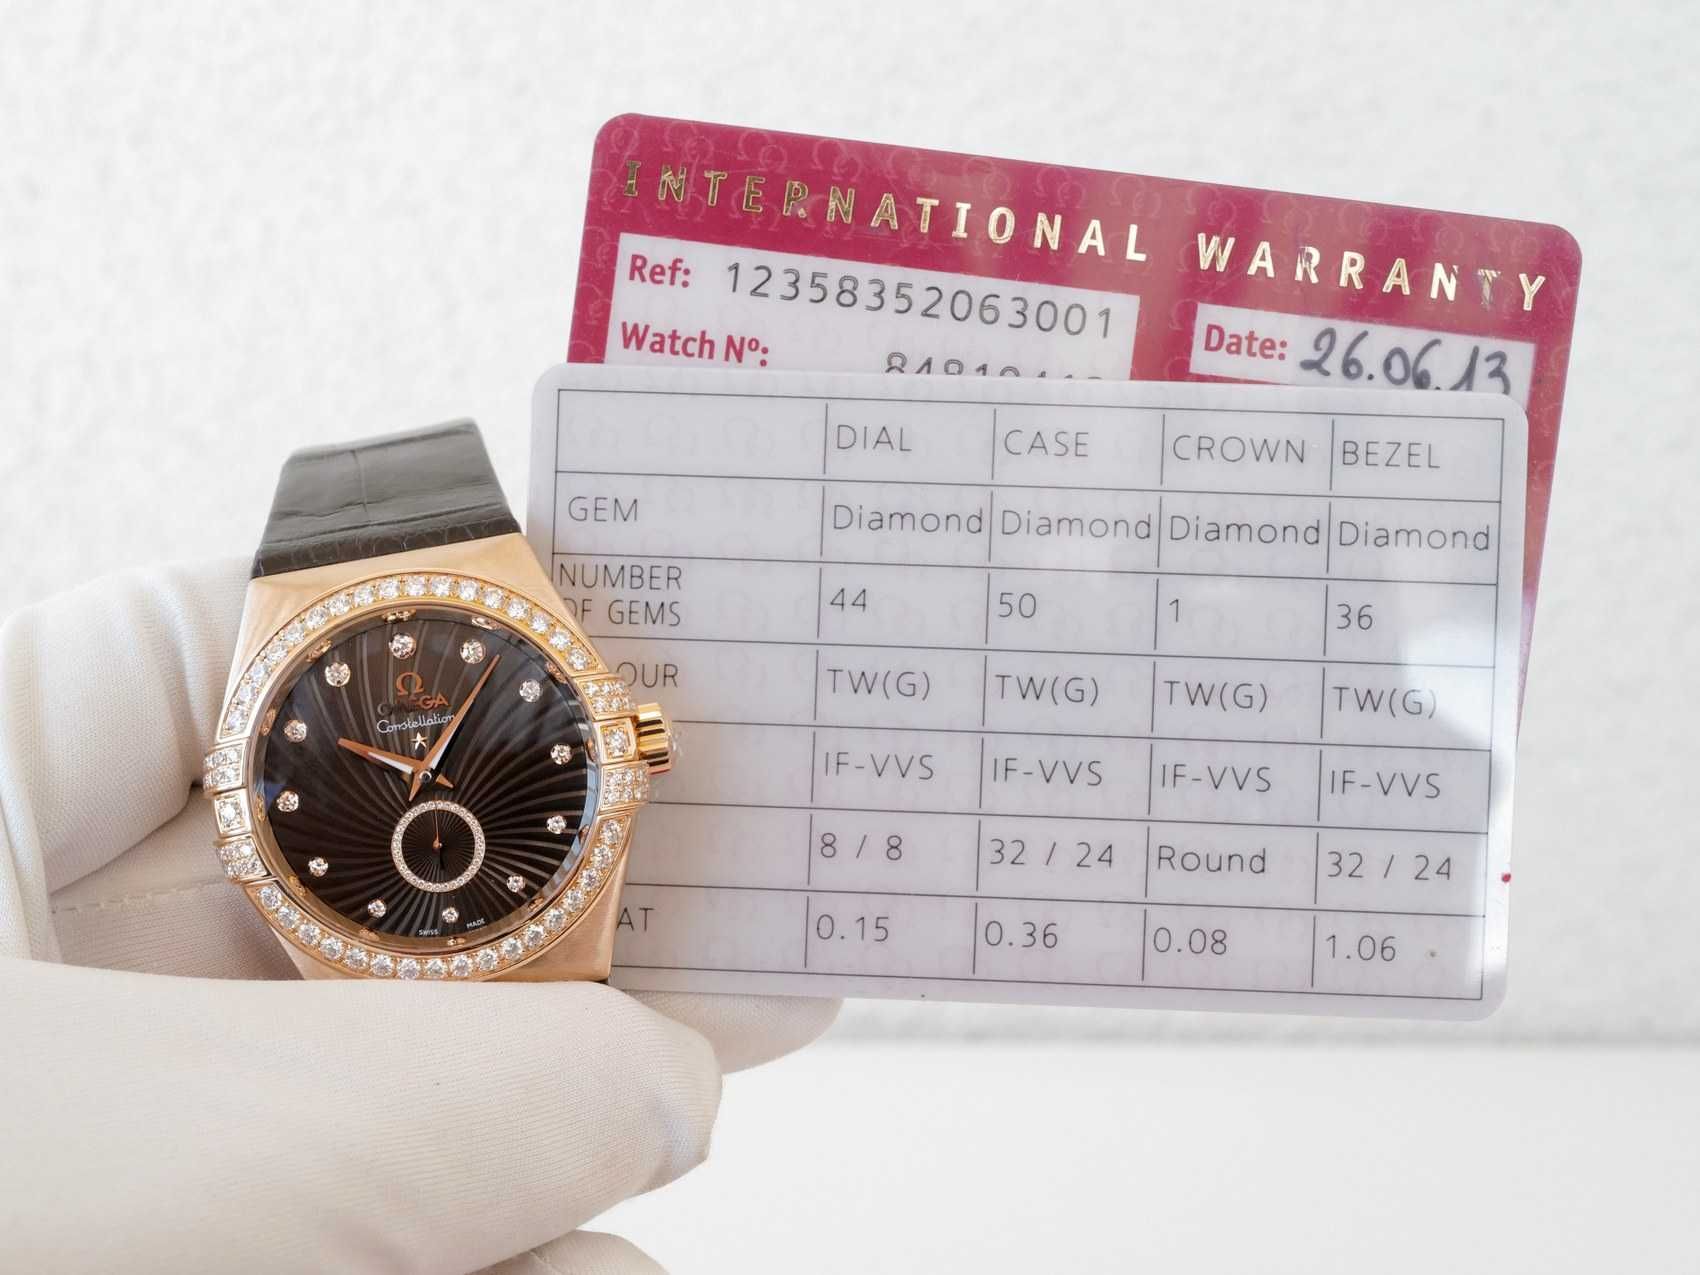 INTERNATIONAL WARRANTY
Ref: 12358352063001
Watch Nº:
Date: 26.06.13
DIAL CASE CROWN BEZEL
GEM Diamond Diamond Diamond Diamond
NUMBER
OF GEMS 44 50 1 36
OUR TW(G) TW(G) TW(G) TW(G)
IF-VVS IF-VVS IF-VVS IF-VVS
8 / 8 32 / 24 Round 32 / 24
AT 0.15 0.36 0.08 1.06
OMEGA
Constellation
SWISS MADE